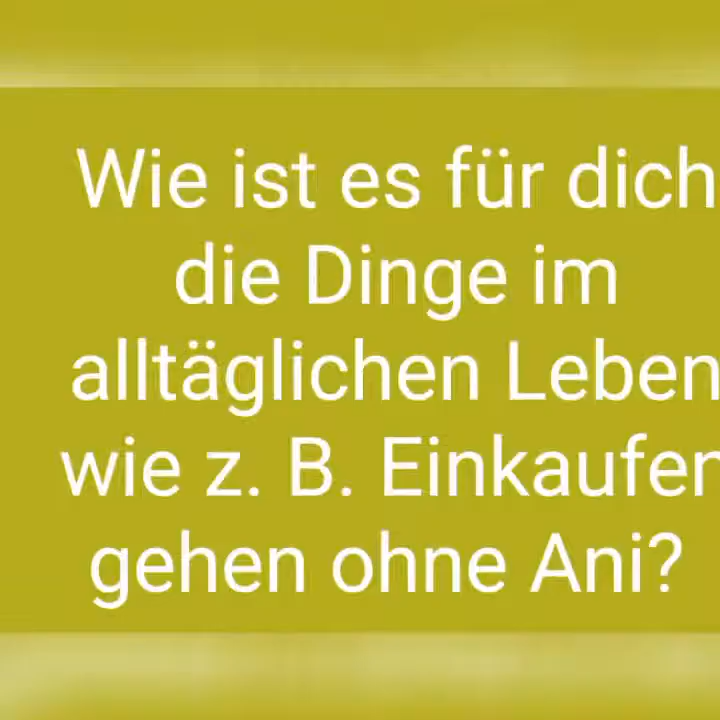 Wie ist es für dich
die Dinge im
alltäglichen Leben
wie z. B. Einkaufen
gehen ohne Ani?